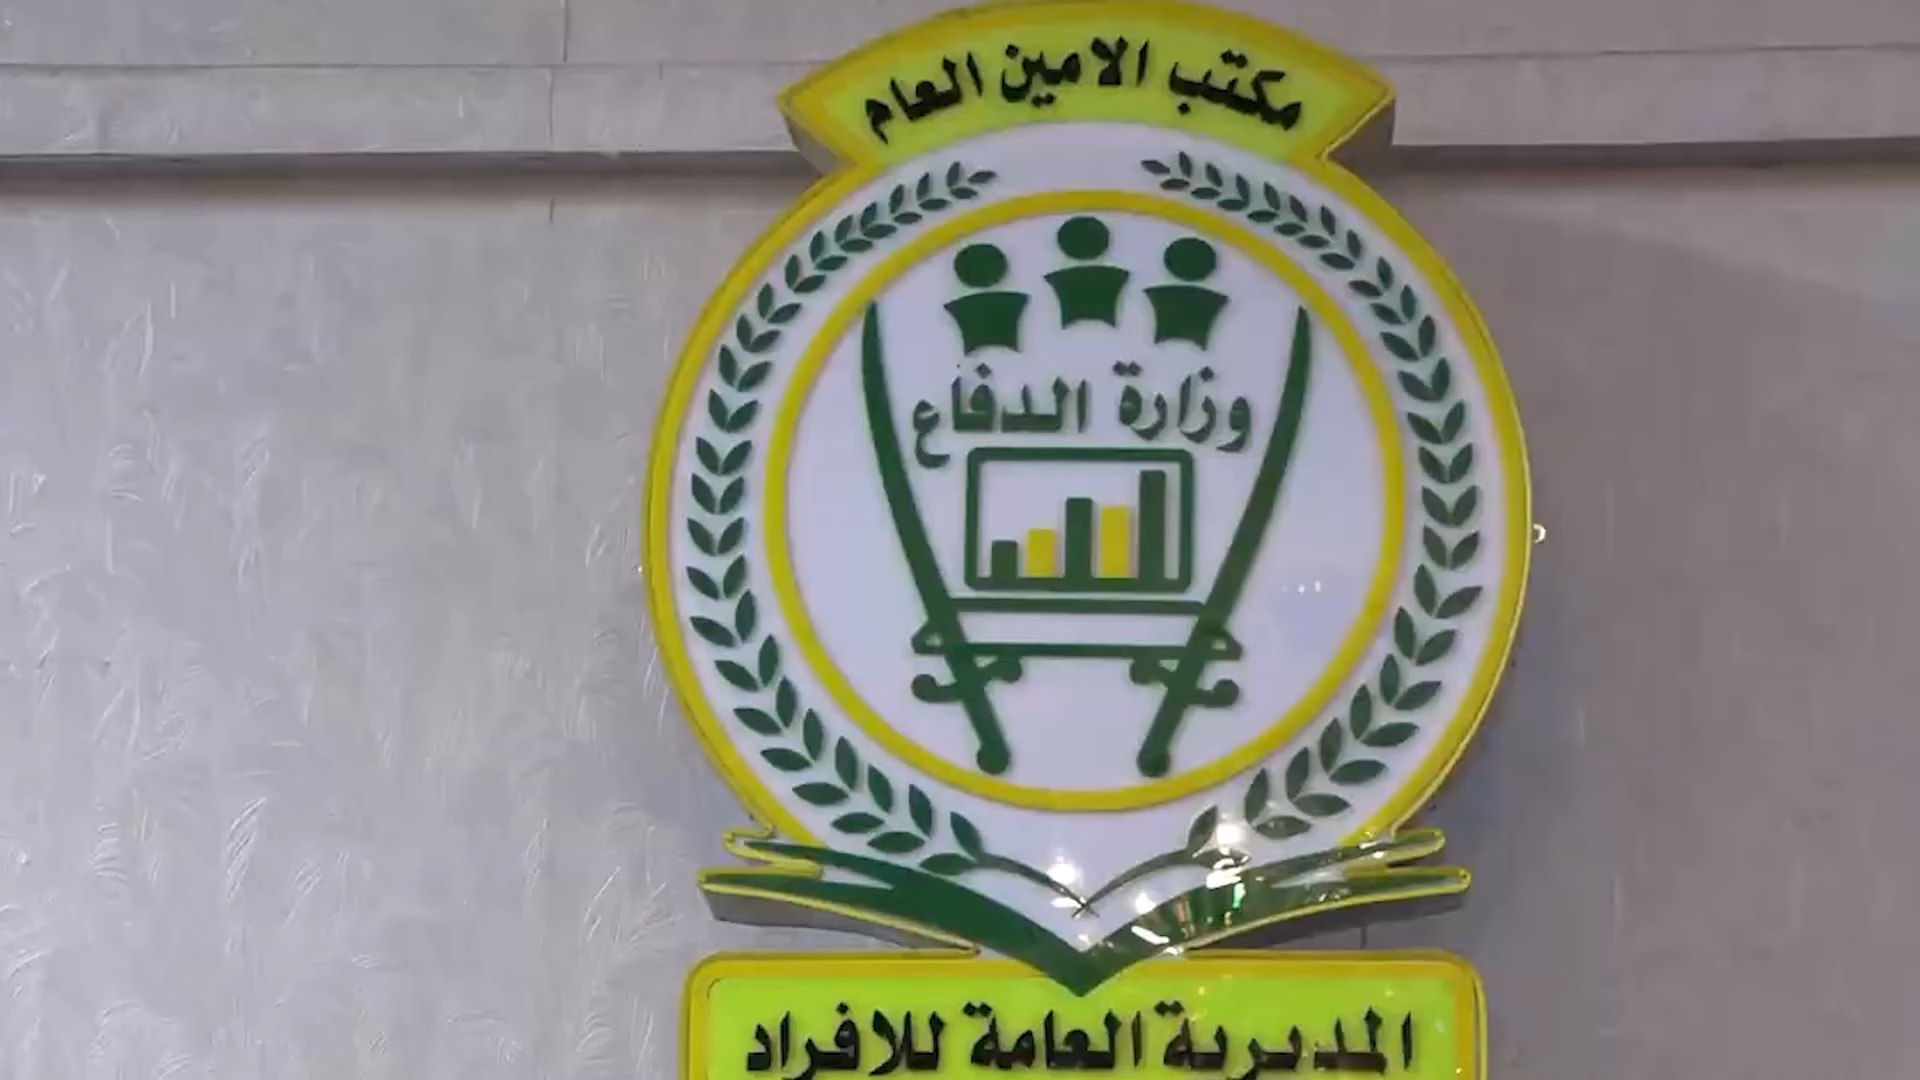 مكتب الامين العام
وزارة الدفاع
المديرية العامة للافراد